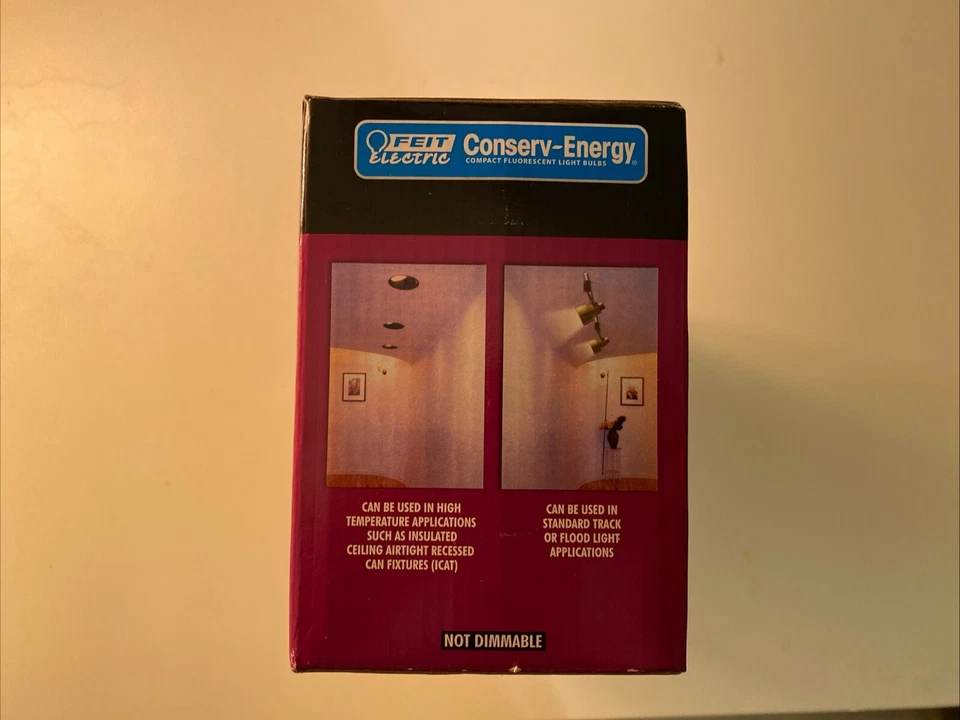 FEIT
Electric
Conserv-Energy
COMPACT FLUORESCENT LIGHT BULBS
®
CAN BE USED IN HIGH
TEMPERATURE APPLICATIONS
SUCH AS INSULATED
CEILING AIRTIGHT RECESSED
CAN FIXTURES (ICAT)
CAN BE USED IN
STANDARD TRACK
OR FLOOD LIGHT
APPLICATIONS
NOT DIMMABLE